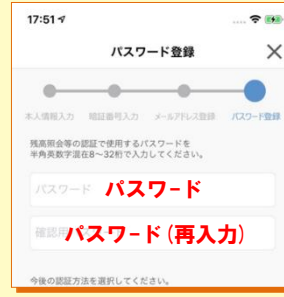 17:51
パスワード登録
本人情報入力 暗証番号入力 メールアドレス登録 パスワード登録
残高照会等の認証で使用するパスワードを
半角英数字混在8〜32桁で入力してください。
パスワード パスワード
確認用 パスワード(再入力)
今後の認証方法を選択してください。